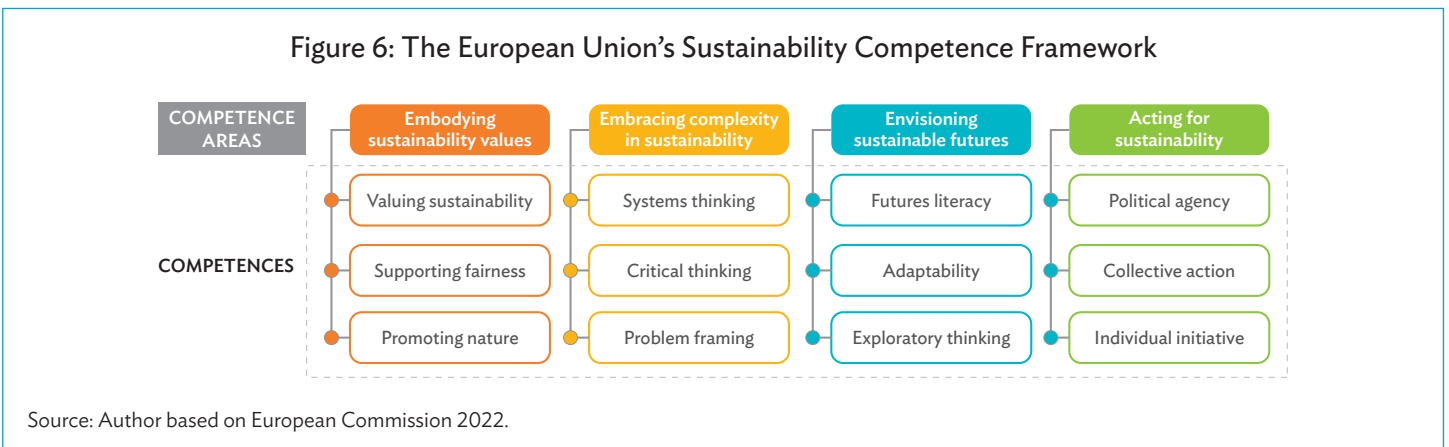 Figure 6: The European Union's Sustainability Competence Framework
COMPETENCE
AREAS
Embodying
sustainability values
Embracing complexity
in sustainability
Envisioning
sustainable futures
Acting for
sustainability
COMPETENCES
Valuing sustainability
Supporting fairness
Promoting nature
Systems thinking
Critical thinking
Problem framing
Futures literacy
Adaptability
Exploratory thinking
Political agency
Collective action
Individual initiative
Source: Author based on European Commission 2022.